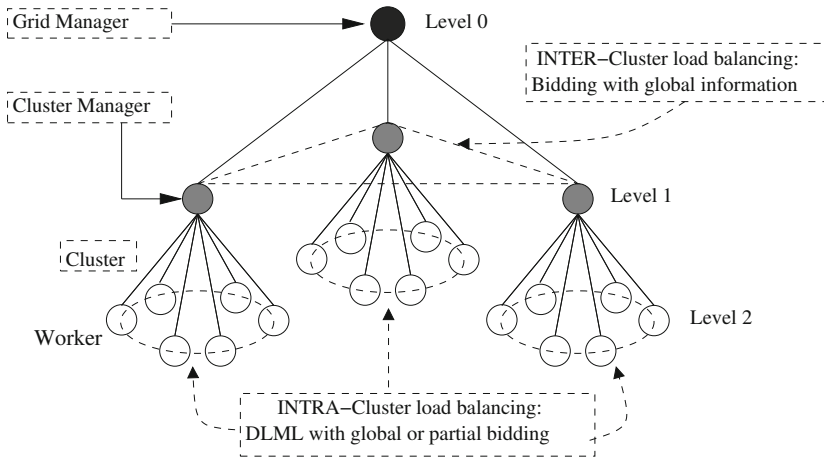 Grid Manager
Level 0
INTER−Cluster load balancing:
Bidding with global information
Cluster Manager
Level 1
Cluster
Worker
Level 2
INTRA−Cluster load balancing:
DLML with global or partial bidding